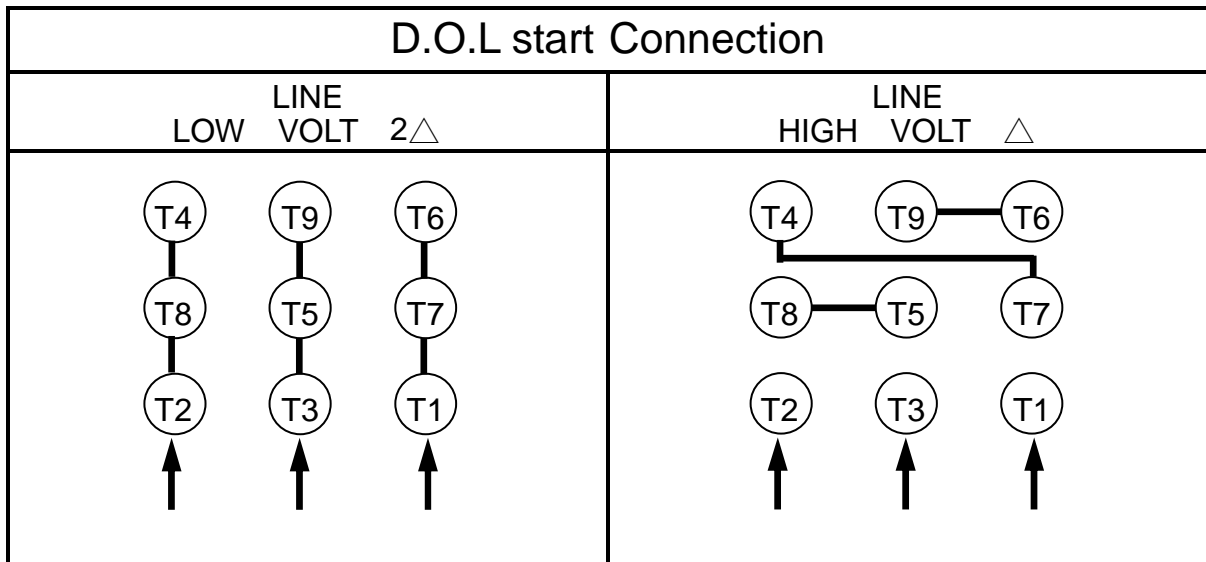 D.O.L start Connection
LINE
LOW VOLT 2△
LINE
HIGH VOLT △
T4 T9 T6
T8 T5 T7
T2 T3 T1
T4 T9 T6
T8 T5 T7
T2 T3 T1